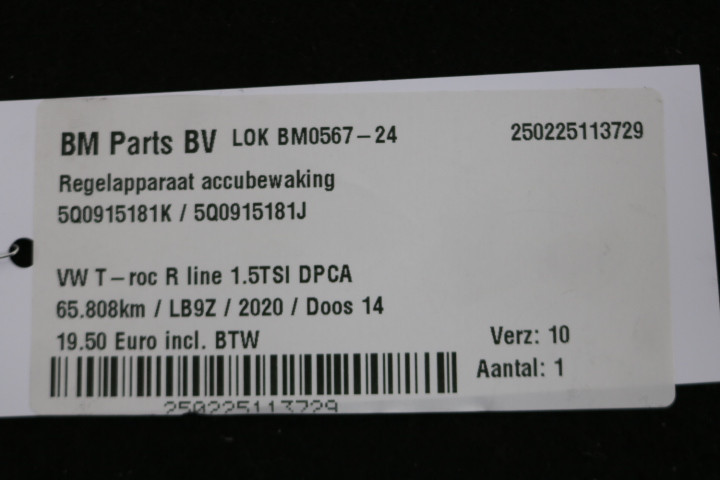 BM Parts BV LOK BM0567-24 250225113729
Regelapparaat accubewaking
5Q0915181K / 5Q0915181J
VW T-roc R line 1.5TSI DPCA
65.808km / LB9Z / 2020 / Doos 14
19.50 Euro incl. BTW Verz: 10
Aantal: 1
250225113729